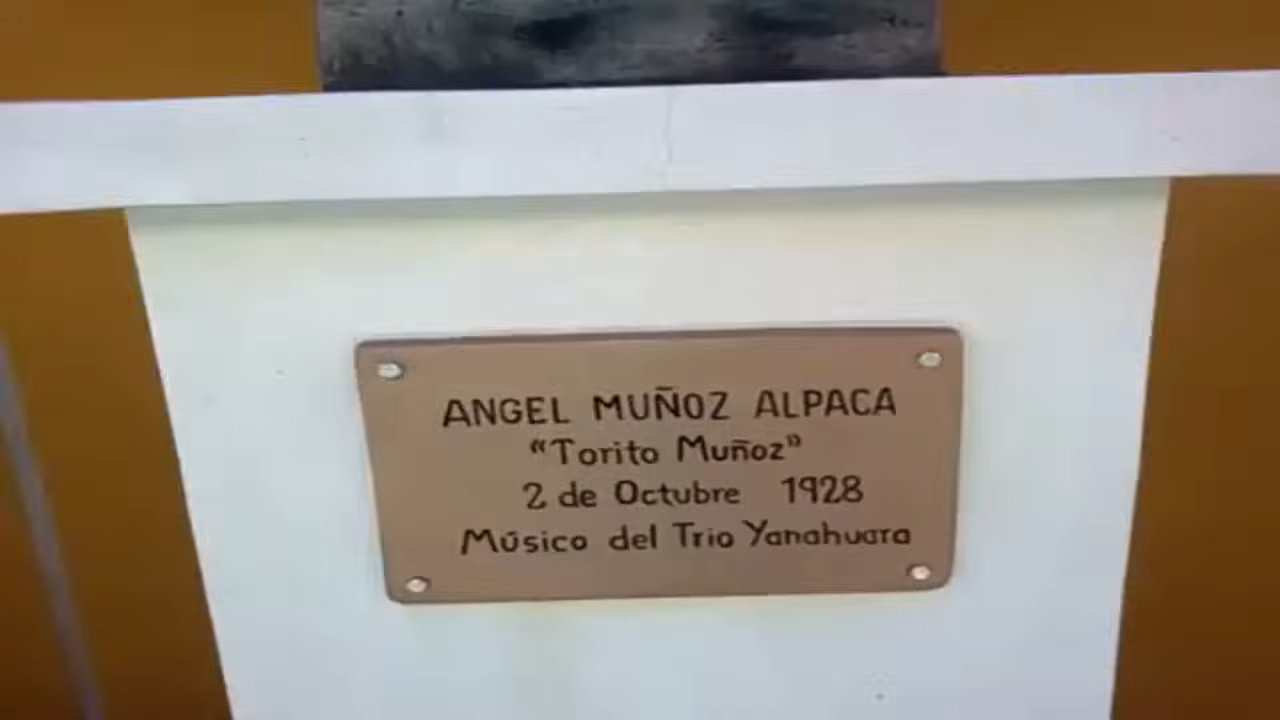 ANGEL MUÑOZ ALPACA
“Torito Muñoz”
2 de Octubre 1928
Músico del Trio Yanahuara